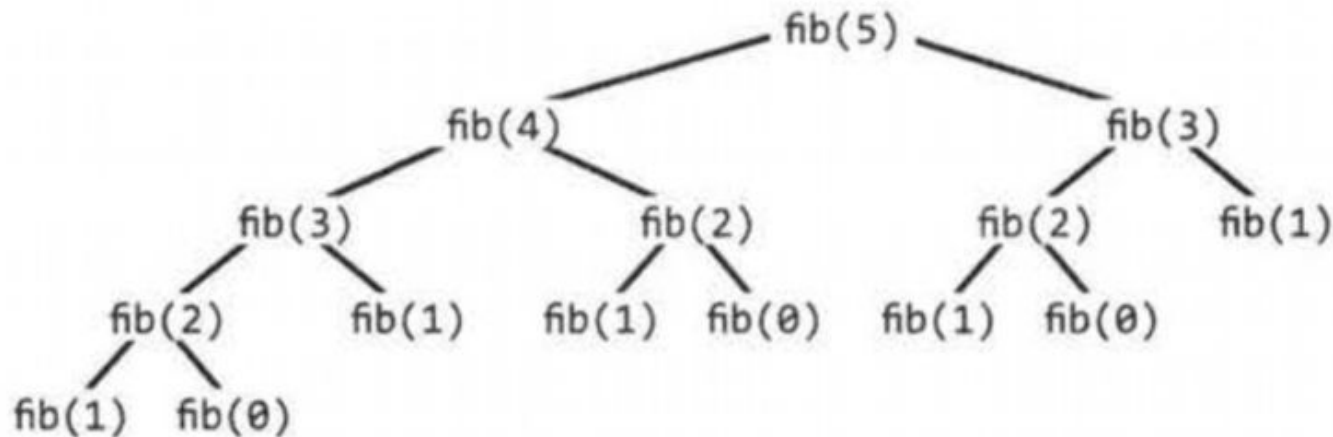 fib(5)
fib(4) fib(3)
fib(3) fib(2) fib(2) fib(1)
fib(2) fib(1) fib(1) fib(0) fib(1) fib(0)
fib(1) fib(0)